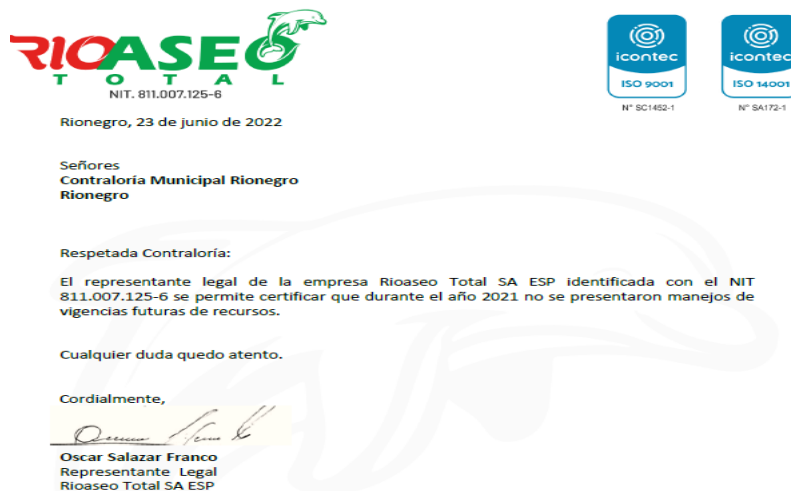 RIOASEO
TOTAL
NIT. 811.007.125-6
icontec
ISO 9001
N° SC1452-1
icontec
ISO 14001
N° SA172-1
Rionegro, 23 de junio de 2022
Señores
Contraloría Municipal Rionegro
Rionegro
Respetada Contraloría:
El representante legal de la empresa Rioaseo Total SA ESP identificada con el NIT
811.007.125-6 se permite certificar que durante el año 2021 no se presentaron manejos de
vigencias futuras de recursos.
Cualquier duda quedo atento.
Cordialmente,
Oscar Salazar Franco
Representante Legal
Rioaseo Total SA ESP